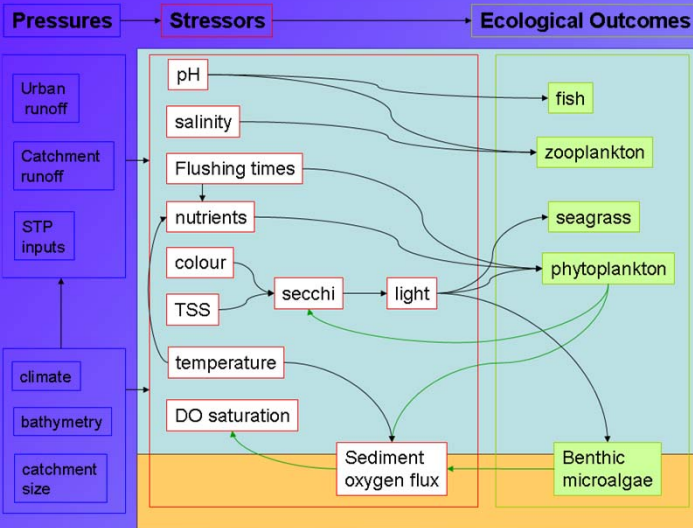 Pressures
Stressors
Ecological Outcomes
Urban
runoff
Catchment
runoff
STP
inputs
climate
bathymetry
catchment
size
pH
salinity
Flushing times
nutrients
colour
TSS
secchi
light
temperature
DO saturation
Sediment
oxygen flux
fish
zooplankton
seagrass
phytoplankton
Benthic
microalgae